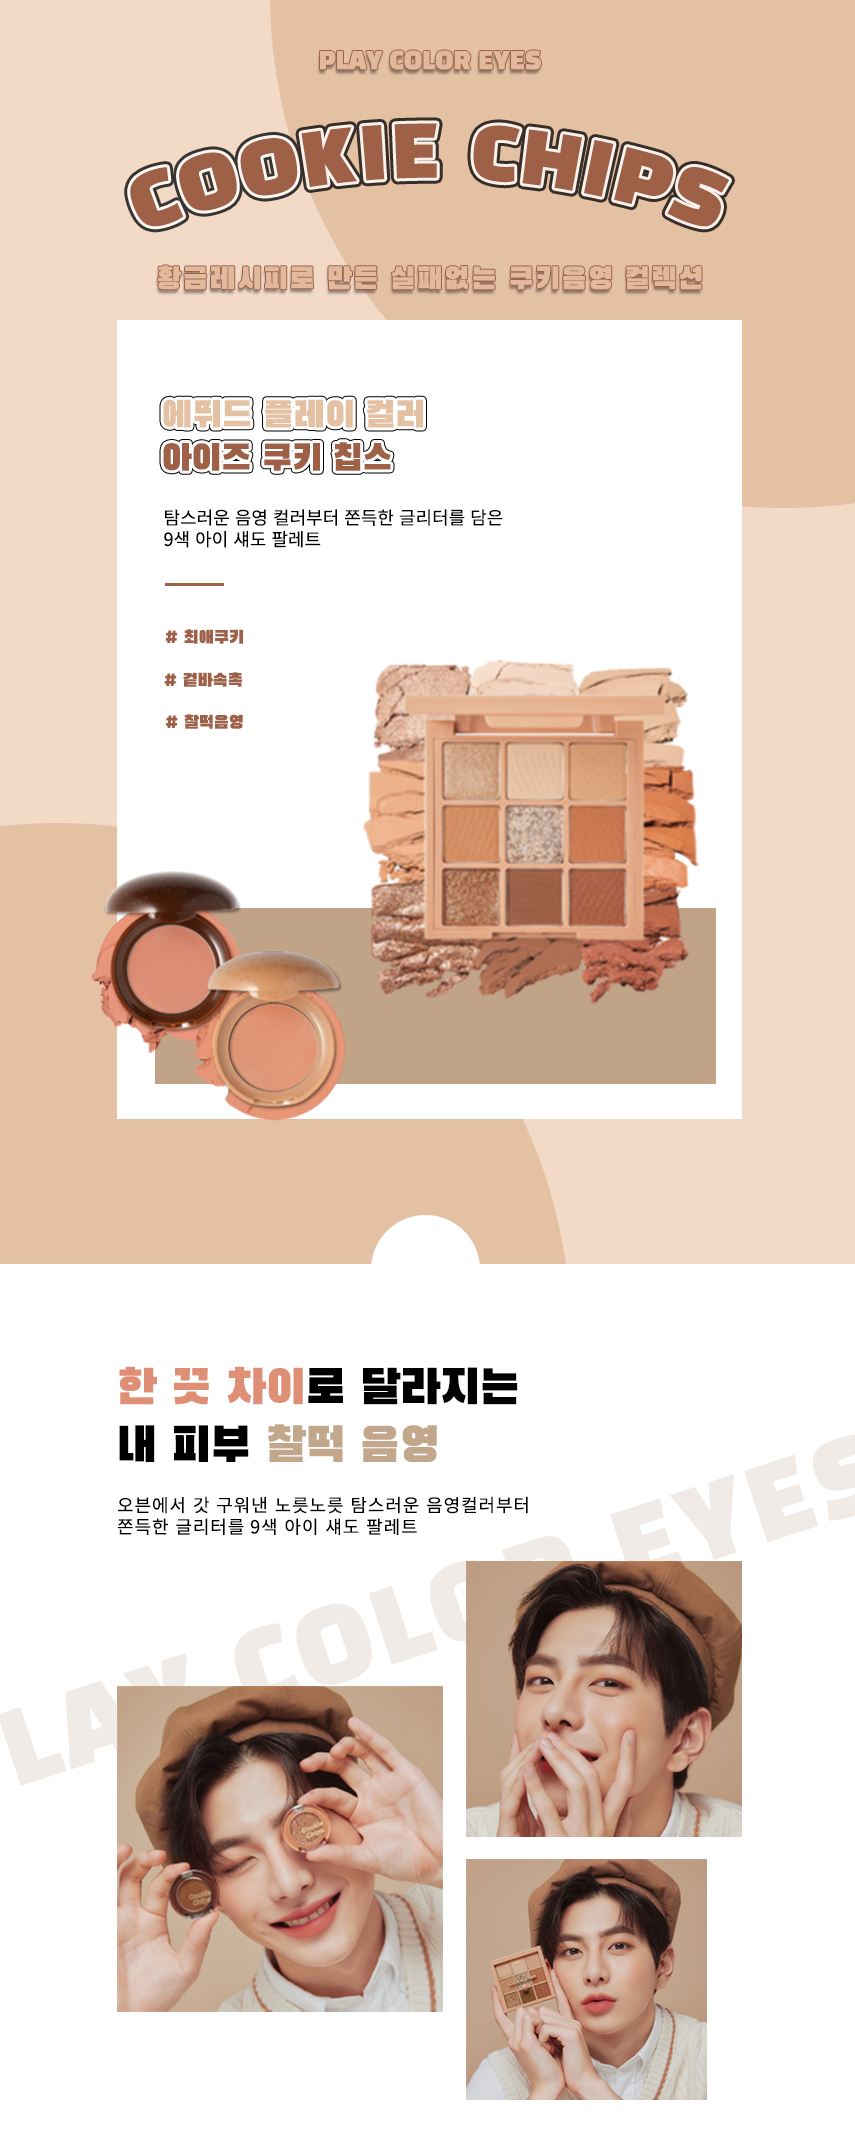 PLAY COLOR EYES
COOKIE CHIPS
황금레시피로 만든 실패없는 쿠키음영 컬렉션
에뛰드 플레이 컬러
아이즈 쿠키 칩스
탐스러운 음영 컬러부터 쫀득한 글리터를 담은
9색 아이 섀도 팔레트
# 최애쿠키
# 겉바속촉
# 찰떡음영
한 끗 차이로 달라지는
내 피부 찰떡 음영
오븐에서 갓 구워낸 노릇노릇 탐스러운 음영컬러부터
쫀득한 글리터를 9색 아이 섀도 팔레트
PLAY COLOR EYES
Cookie
Chips
Cookie
Chips